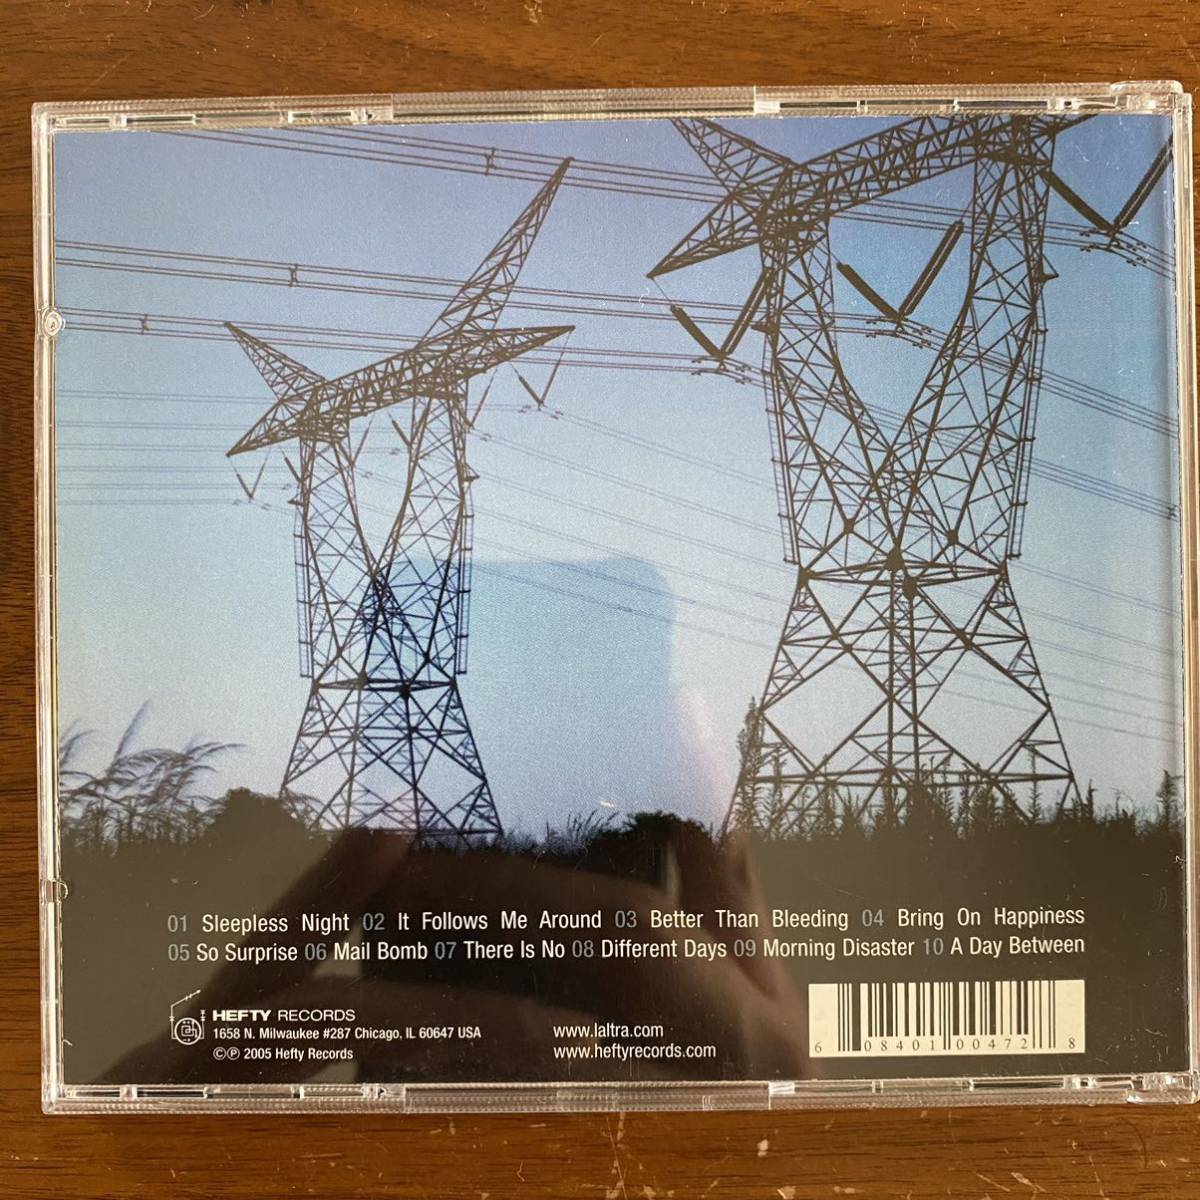 01 Sleepless Night 02 It Follows Me Around 03 Better Than Bleeding 04 Bring On Happiness
05 So Surprise 06 Mail Bomb 07 There Is No 08 Different Days 09 Morning Disaster 10 A Day Between
HEFTY RECORDS
1658 N. Milwaukee #287 Chicago, IL 60647 USA
©℗ 2005 Hefty Records
www.laltra.com
www.heftyrecords.com
6 08401 00472 8